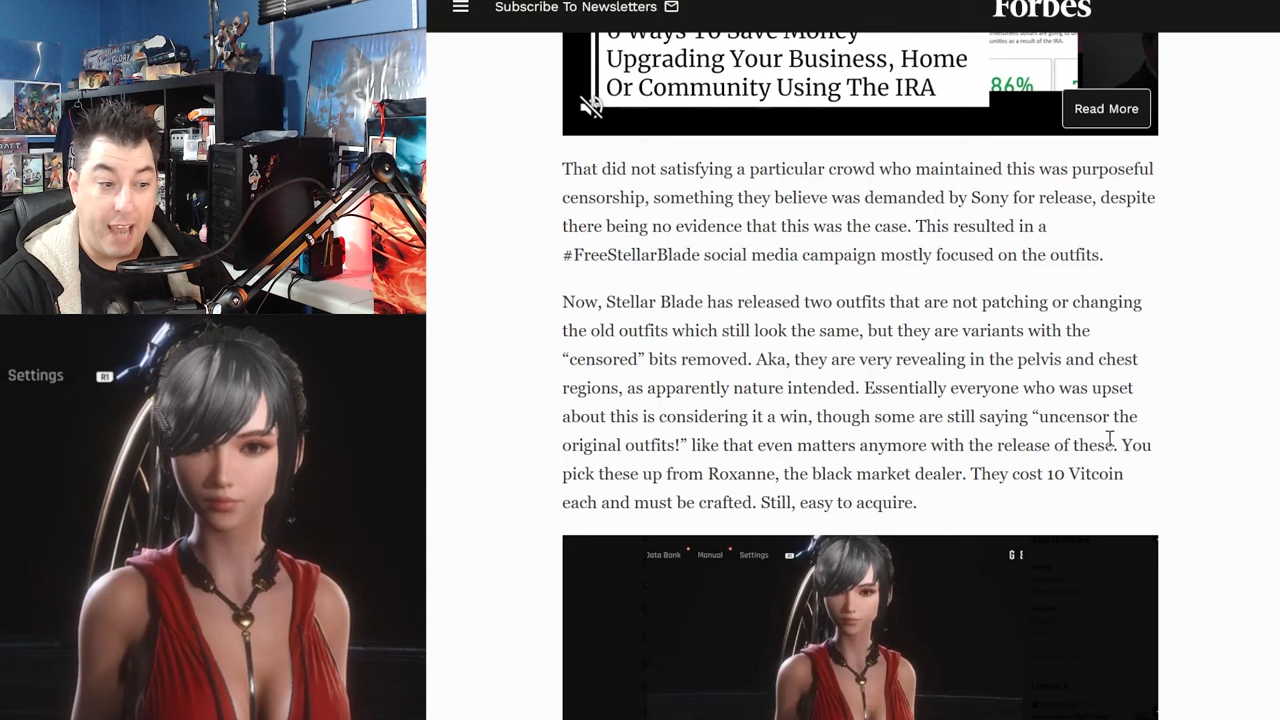 Subscribe To Newsletters
Forbes
6 Ways To Save Money
Upgrading Your Business, Home
Or Community Using The IRA
unities as a result of the IRA.
86%
Read More
That did not satisfying a particular crowd who maintained this was purposeful
censorship, something they believe was demanded by Sony for release, despite
there being no evidence that this was the case. This resulted in a
#FreeStellarBlade social media campaign mostly focused on the outfits.
Now, Stellar Blade has released two outfits that are not patching or changing
the old outfits which still look the same, but they are variants with the
“censored” bits removed. Aka, they are very revealing in the pelvis and chest
regions, as apparently nature intended. Essentially everyone who was upset
about this is considering it a win, though some are still saying “uncensor the
original outfits!” like that even matters anymore with the release of these. You
pick these up from Roxanne, the black market dealer. They cost 10 Vitcoin
each and must be crafted. Still, easy to acquire.
Data Bank Manual Settings
G E
Settings R1
GLORY